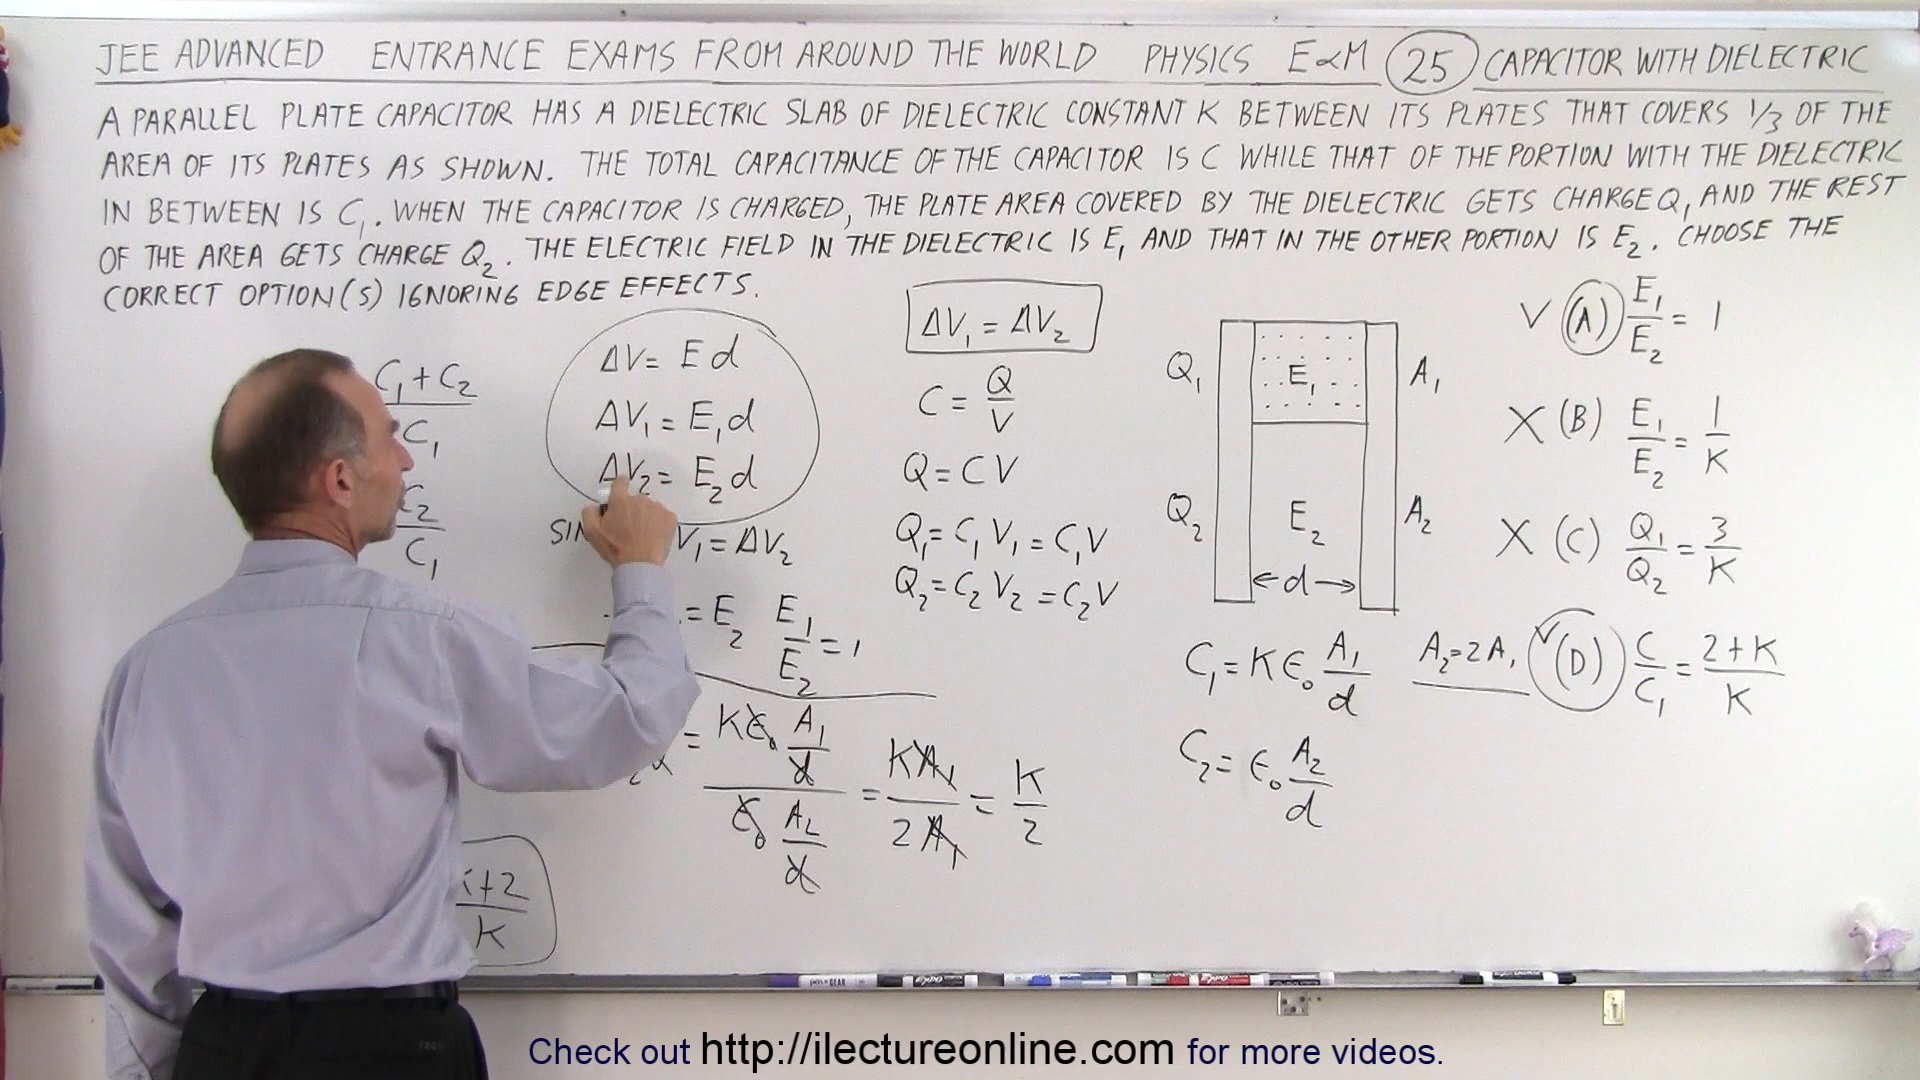 JEE ADVANCED ENTRANCE EXAMS FROM AROUND THE WORLD PHYSICS E&M 25 CAPACITOR WITH DIELECTRIC
A PARALLEL PLATE CAPACITOR HAS A DIELECTRIC SLAB OF DIELECTRIC CONSTANT K BETWEEN ITS PLATES THAT COVERS 1/3 OF THE
AREA OF ITS PLATES AS SHOWN. THE TOTAL CAPACITANCE OF THE CAPACITOR IS C WHILE THAT OF THE PORTION WITH THE DIELECTRIC
IN BETWEEN IS C₁. WHEN THE CAPACITOR IS CHARGED, THE PLATE AREA COVERED BY THE DIELECTRIC GETS CHARGE Q₁ AND THE REST
OF THE AREA GETS CHARGE Q₂. THE ELECTRIC FIELD IN THE DIELECTRIC IS E₁ AND THAT IN THE OTHER PORTION IS E₂. CHOOSE THE
CORRECT OPTION(S) IGNORING EDGE EFFECTS.
C₁ + C₂ / C₁
C₂ / C₁
K+2 / K
ΔV = Ed
ΔV₁ = E₁d
ΔV₂ = E₂d
V₁ = ΔV₂
= E₂ E₁/E₂ = 1
= Kε₀ A₁/d / ε₀ A₂/d = KA₁ / 2A₁ = K/2
ΔV₁ = ΔV₂
C = Q/V
Q = CV
Q₁ = C₁V₁ = C₁V
Q₂ = C₂V₂ = C₂V
Q₁ E₁ A₁
Q₂ E₂ A₂
←d→
C₁ = Kε₀ A₁/d A₂=2A₁
C₂ = ε₀ A₂/d
√ (A) E₁/E₂ = 1
X (B) E₁/E₂ = 1/K
X (C) Q₁/Q₂ = 3/K
√ (D) C/C₁ = 2+K / K
Check out http://ilectureonline.com for more videos.